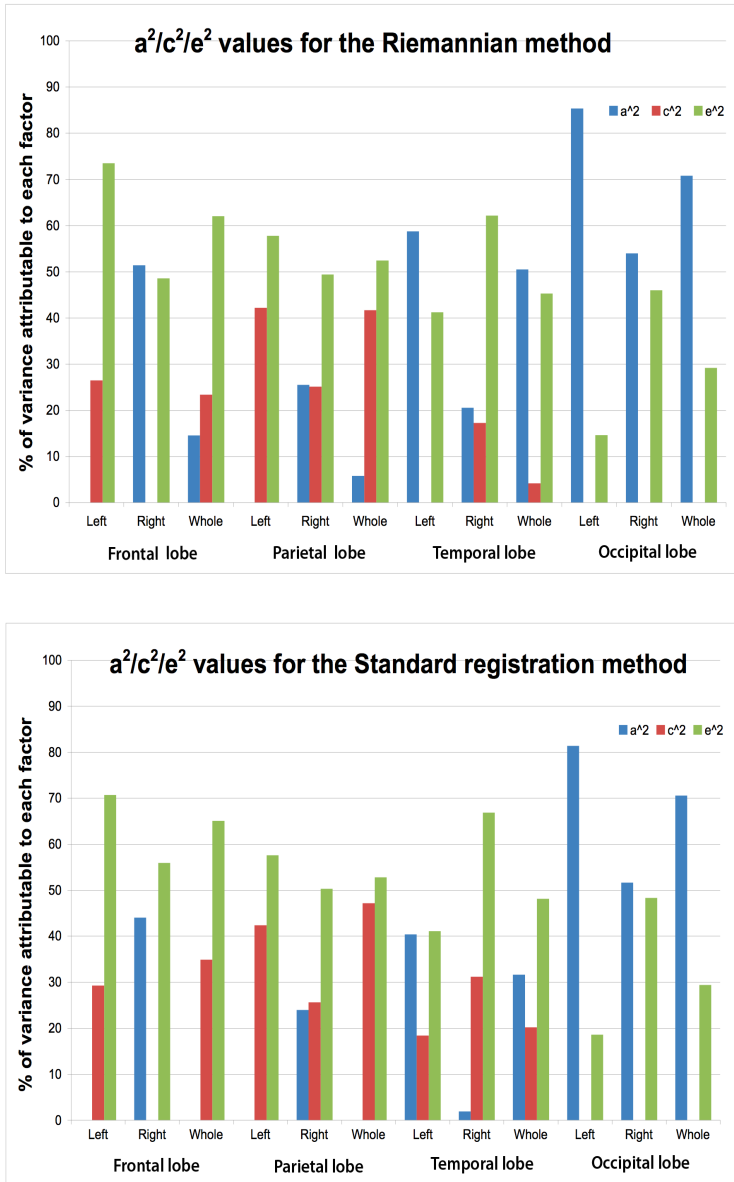 a²/c²/e² values for the Riemannian method
% of variance attributable to each factor
a^2 c^2 e^2
100
90
80
70
60
50
40
30
20
10
0
Left Right Whole Left Right Whole Left Right Whole Left Right Whole
Frontal lobe Parietal lobe Temporal lobe Occipital lobe
a²/c²/e² values for the Standard registration method
% of variance attributable to each factor
a^2 c^2 e^2
100
90
80
70
60
50
40
30
20
10
0
Left Right Whole Left Right Whole Left Right Whole Left Right Whole
Frontal lobe Parietal lobe Temporal lobe Occipital lobe